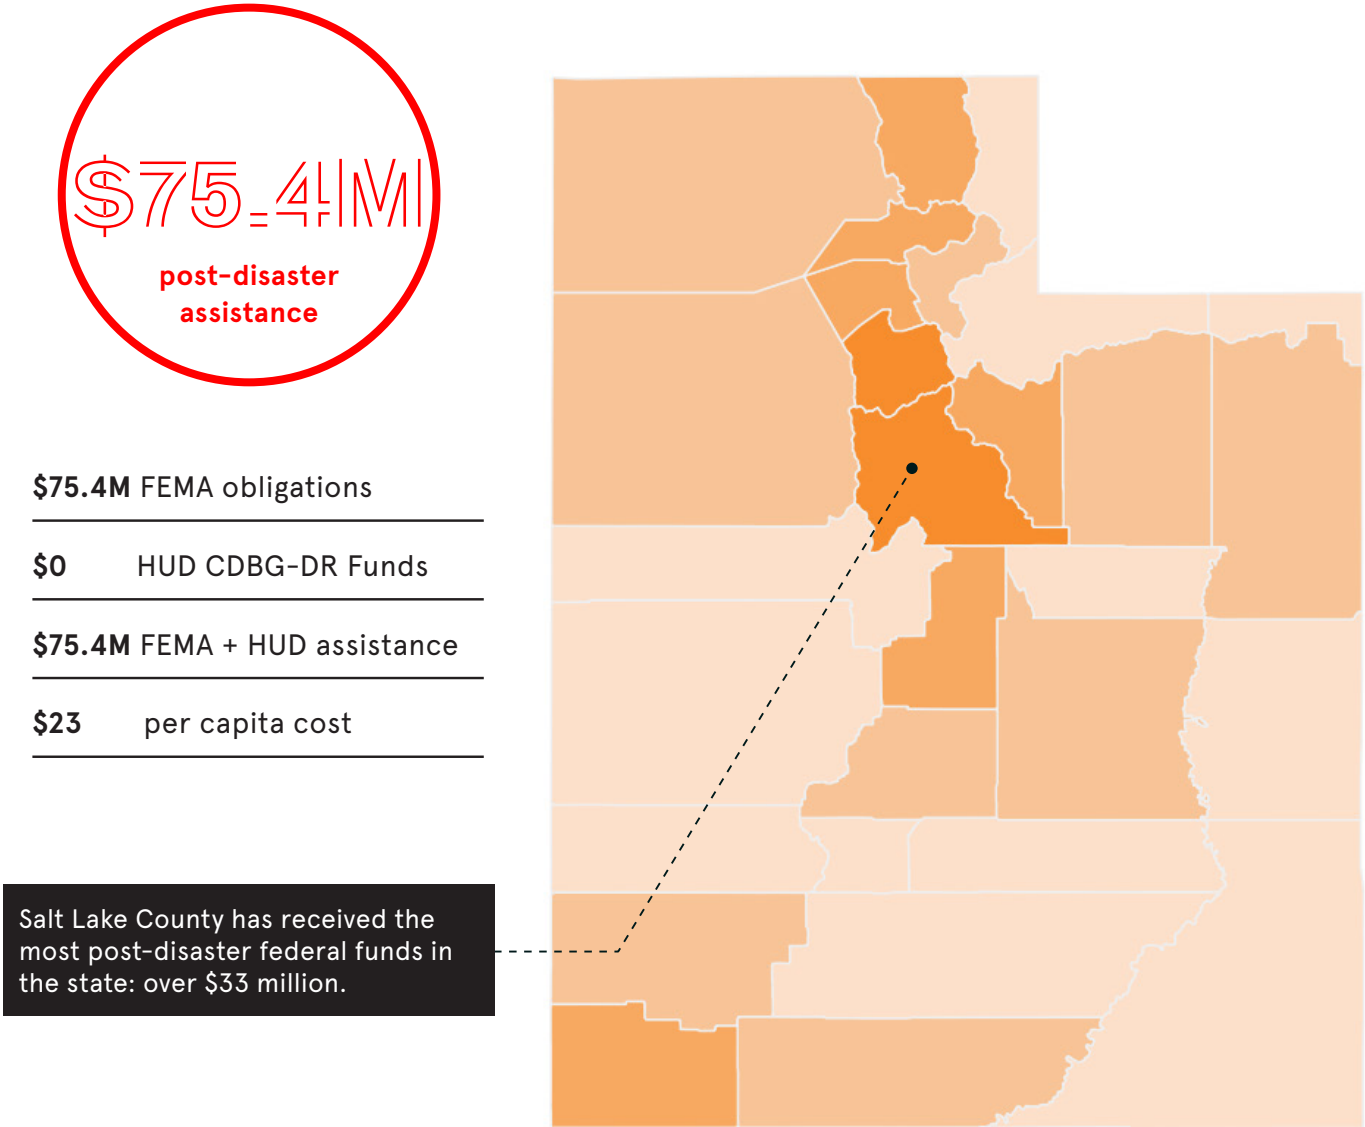 $75.4M
post-disaster
assistance
$75.4M FEMA obligations
$0 HUD CDBG-DR Funds
$75.4M FEMA + HUD assistance
$23 per capita cost
Salt Lake County has received the
most post-disaster federal funds in
the state: over $33 million.